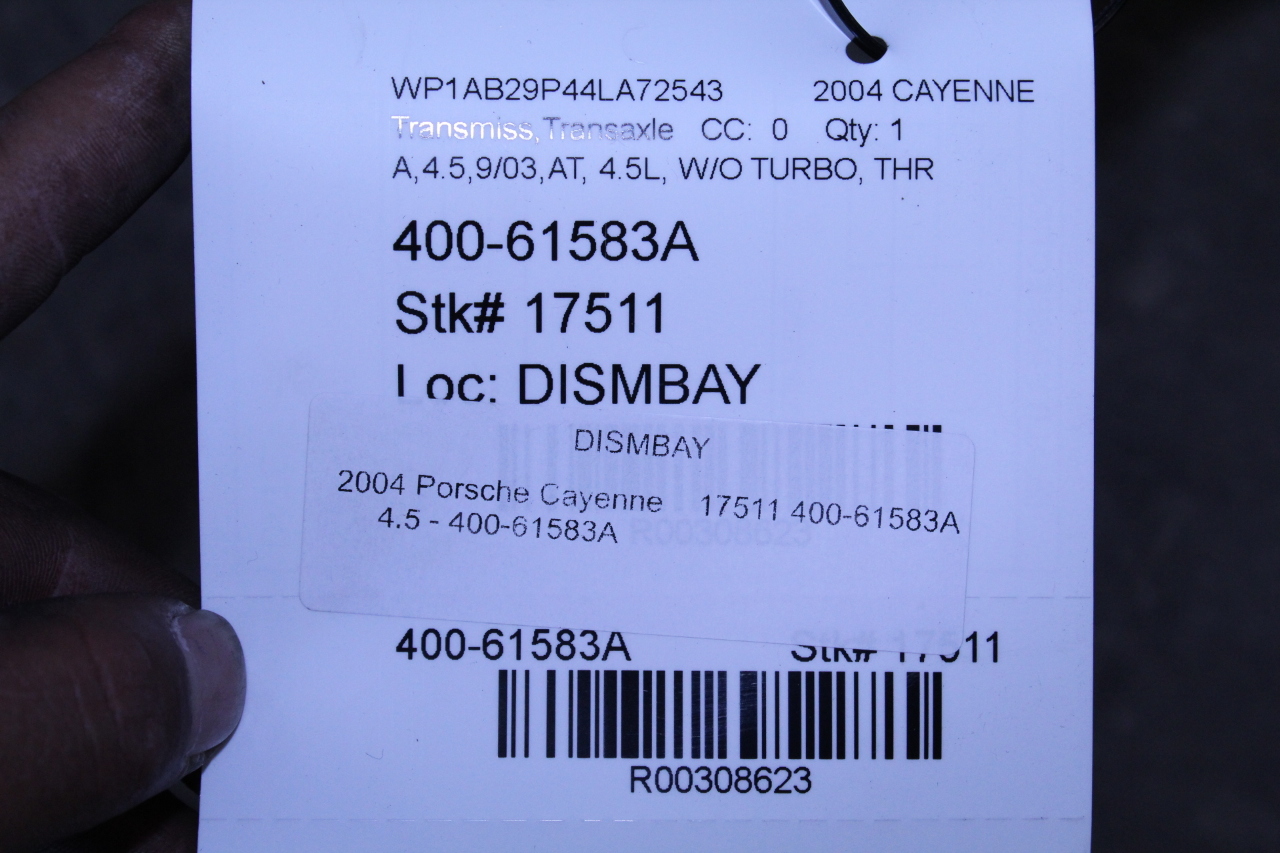 WP1AB29P44LA72543 2004 CAYENNE
Transmiss,Transaxle CC: 0 Qty: 1
A,4.5,9/03,AT, 4.5L, W/O TURBO, THR
400-61583A
Stk# 17511
Loc: DISMBAY
DISMBAY
2004 Porsche Cayenne 17511 400-61583A
4.5 - 400-61583A
R00308623
400-61583A Stk# 17511
R00308623